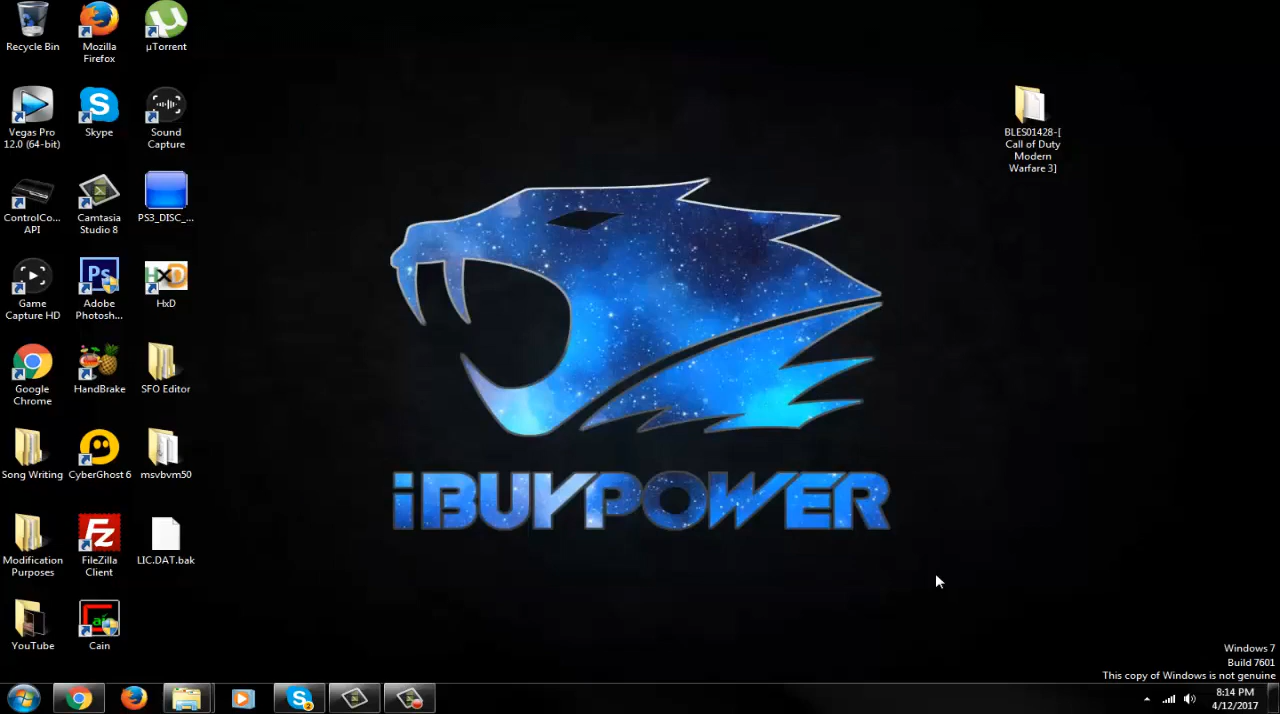 Recycle Bin
Mozilla
Firefox
µTorrent
Vegas Pro
12.0 (64-bit)
Skype
Sound
Capture
ControlCo...
API
Camtasia
Studio 8
PS3_DISC_...
Game
Capture HD
Ps
Adobe
Photosh...
HxD
HxD
Google
Chrome
HandBrake
SFO Editor
Song Writing
CyberGhost 6
msvbvm50
Modification
Purposes
Fz
FileZilla
Client
LIC.DAT.bak
YouTube
Cain
BLES01428-[
Call of Duty
Modern
Warfare 3]
iBUYPOWER
Windows 7
Build 7601
This copy of Windows is not genuine
8:14 PM
4/12/2017